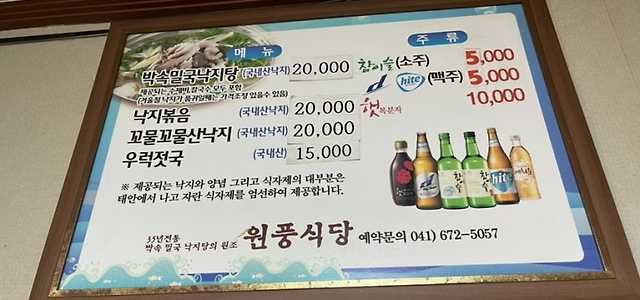 메 뉴
박속밀국낙지탕 (국내산낙지) 20,000
제공되는 수제비, 칼국수 모두 포함
(겨울철 낙지가 품귀일때는 가격조정 있을수 있음)
낙지볶음 (국내산낙지) 20,000
꼬물꼬물산낙지 (국내산낙지) 20,000
우럭젓국 (국내산) 15,000
주 류
참이슬 (소주) 5,000
d hite (맥주) 5,000
햇복분자 10,000
※ 제공되는 낙지와 양념 그리고 식자재의 대부분은
태안에서 나고 자란 식자제를 엄선하여 제공합니다.
35년전통
박속 밀국 낙지탕의 원조
원풍식당 예약문의 041) 672-5057